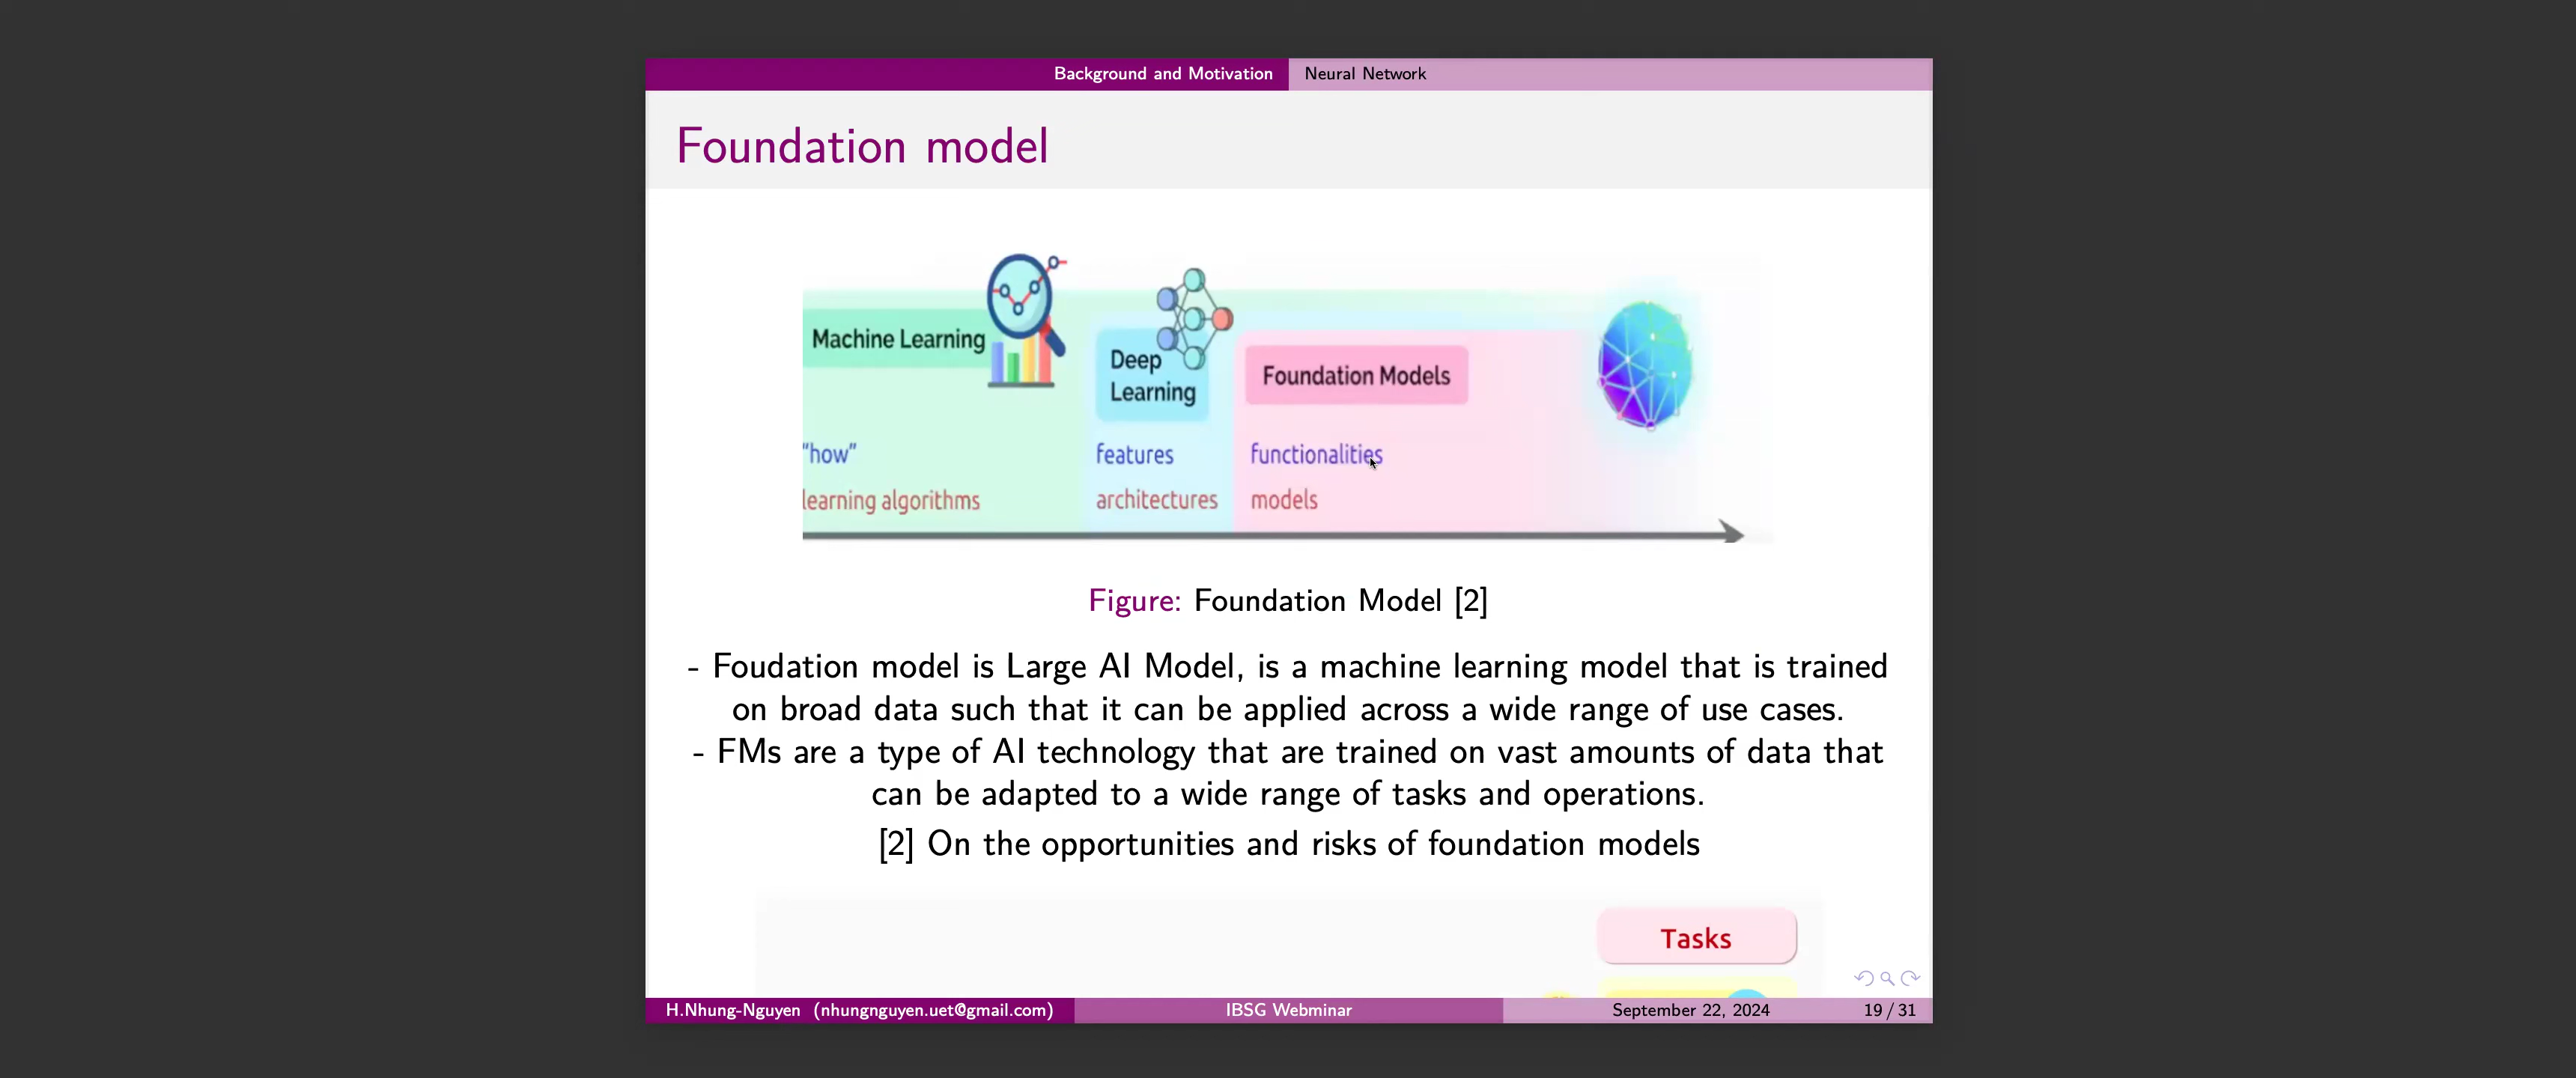 Background and Motivation Neural Network
Foundation model
Machine Learning
Deep
Learning
Foundation Models
"how" features functionalities
learning algorithms architectures models
Figure: Foundation Model [2]
- Foudation model is Large AI Model, is a machine learning model that is trained
on broad data such that it can be applied across a wide range of use cases.
- FMs are a type of AI technology that are trained on vast amounts of data that
can be adapted to a wide range of tasks and operations.
[2] On the opportunities and risks of foundation models
Tasks
H.Nhung-Nguyen (nhungnguyen.uet@gmail.com) IBSG Webminar September 22, 2024 19 / 31